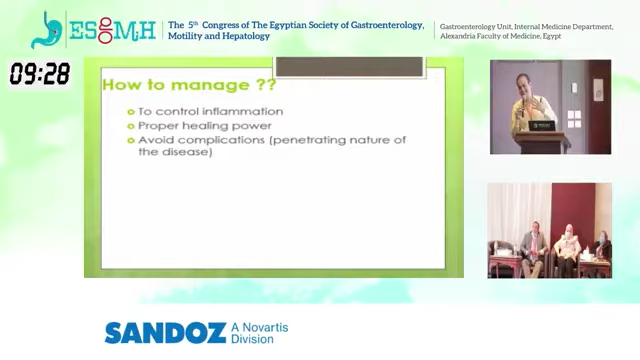 ESGMH
The 5th Congress of The Egyptian Society of Gastroenterology,
Motility and Hepatology
Gastroenterology Unit, Internal Medicine Department,
Alexandria Faculty of Medicine, Egypt
09:28
How to manage ??
To control inflammation
Proper healing power
Avoid complications (penetrating nature of
the disease)
SANDOZ A Novartis
Division